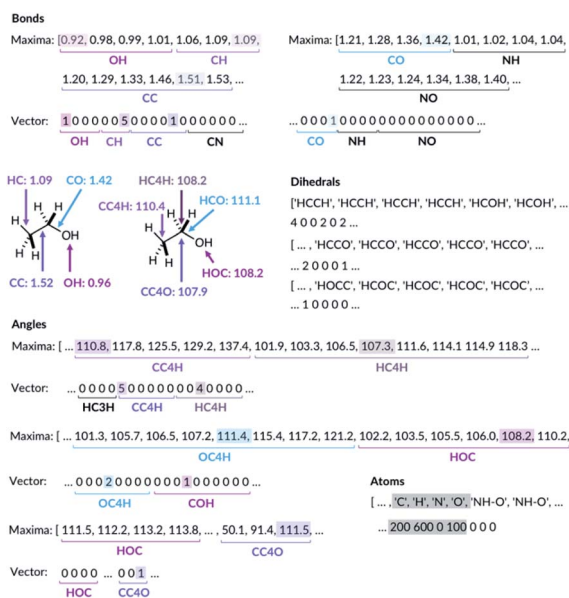 Bonds
Maxima: [0.92, 0.98, 0.99, 1.01, 1.06, 1.09, 1.09,
OH
CH
1.20, 1.29, 1.33, 1.46, 1.51, 1.53, ...
CC
Vector: 1 0 0 0 0 0 5 0 0 0 0 1 0 0 0 0 0 0 ...
OH
CH
CC
CN
Maxima: [1.21, 1.28, 1.36, 1.42, 1.01, 1.02, 1.04, 1.04,
CO
NH
1.22, 1.23, 1.24, 1.34, 1.38, 1.40, ...
NO
... 0 0 0 1 0 0 0 0 0 0 0 0 0 0 0 0 0 0 ...
CO
NH
NO
HC: 1.09
CO: 1.42
H
H
H
H
H
OH
CC: 1.52
OH: 0.96
HC4H: 108.2
CC4H: 110.4
HCO: 111.1
H
H
H
H
H
OH
HOC: 108.2
CC4O: 107.9
Dihedrals
['HCCH', 'HCCH', 'HCCH', 'HCCH', 'HCOH', 'HCOH', ...
4 0 0 2 0 2 ...
[ ... , 'HCCO', 'HCCO', 'HCCO', 'HCCO', 'HCCO', ...
... 2 0 0 0 1 ...
[ ... , 'HOCC', 'HCOC', 'HCOC', 'HCOC', 'HCOC', ...
... 1 0 0 0 0 ...
Angles
Maxima: [ ... 110.8, 117.8, 125.5, 129.2, 137.4, 101.9, 103.3, 106.5, 107.3, 111.6, 114.1 114.9 118.3 ...
CC4H
HC4H
Vector: ... 0 0 0 0 5 0 0 0 0 0 0 0 4 0 0 0 0 ...
HC3H
CC4H
HC4H
Maxima: [ ... 101.3, 105.7, 106.5, 107.2, 111.4, 115.4, 117.2, 121.2, 102.2, 103.5, 105.5, 106.0, 108.2, 110.2,
OC4H
HOC
Vector: ... 0 0 0 2 0 0 0 0 0 0 0 1 0 0 0 0 0 0 ...
OC4H
COH
Maxima: [ 111.5, 112.2, 113.2, 113.8, ... , 50.1, 91.4, 111.5, ...
HOC
CC4O
Vector: 0 0 0 0 ... 0 0 1 ...
HOC
CC4O
Atoms
[ ... , 'C', 'H', 'N', 'O', 'NH-O', 'NH-O', ...
... 200 600 0 100 0 0 0